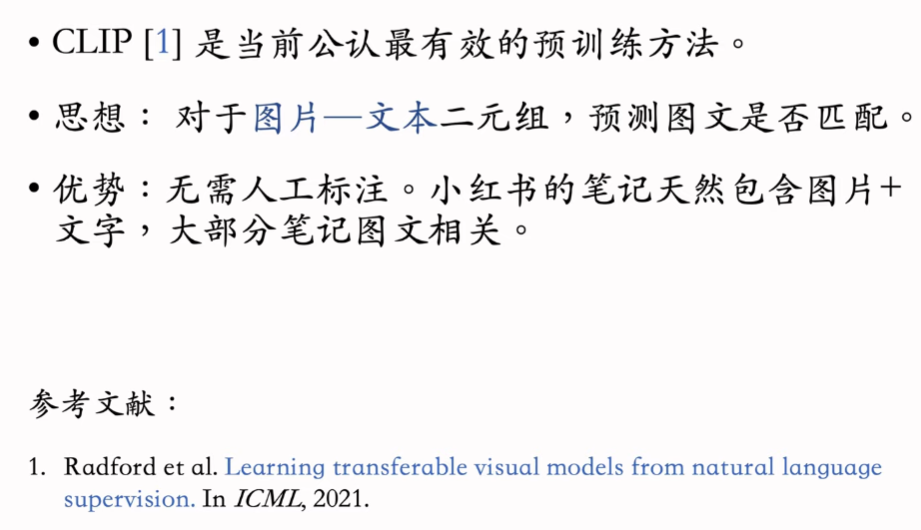 • CLIP [1] 是当前公认最有效的预训练方法。
• 思想： 对于图片—文本二元组，预测图文是否匹配。
• 优势：无需人工标注。小红书的笔记天然包含图片+
文字，大部分笔记图文相关。
参考文献：
1. Radford et al. Learning transferable visual models from natural language
supervision. In ICML, 2021.